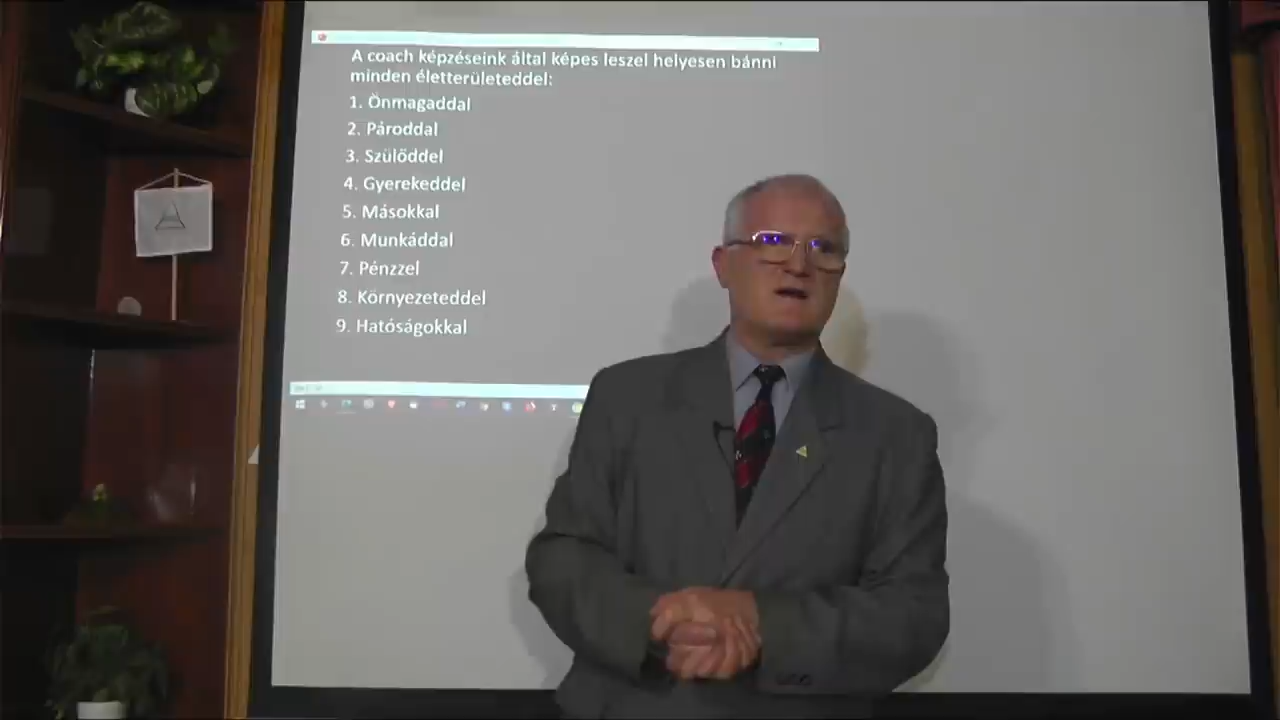 A coach képzéseink által képes leszel helyesen bánni
minden életterületeddel:
1. Önmagaddal
2. Pároddal
3. Szülőddel
4. Gyerekeddel
5. Másokkal
6. Munkáddal
7. Pénzzel
8. Környezeteddel
9. Hatóságokkal